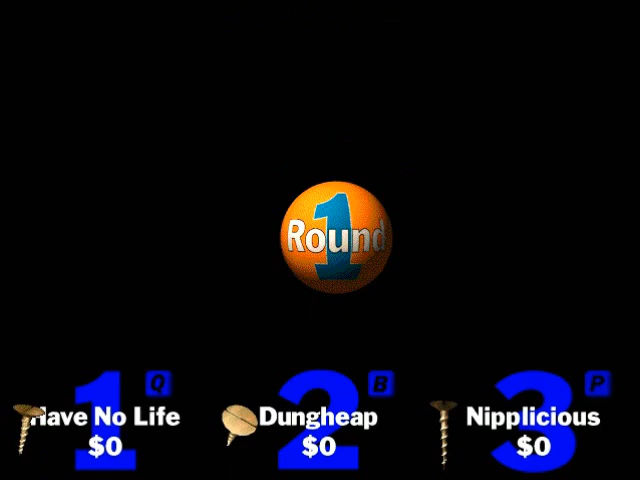 1
Round
1 Q
2 B
3 P
Have No Life
Dungheap
Nipplicious
$0
$0
$0